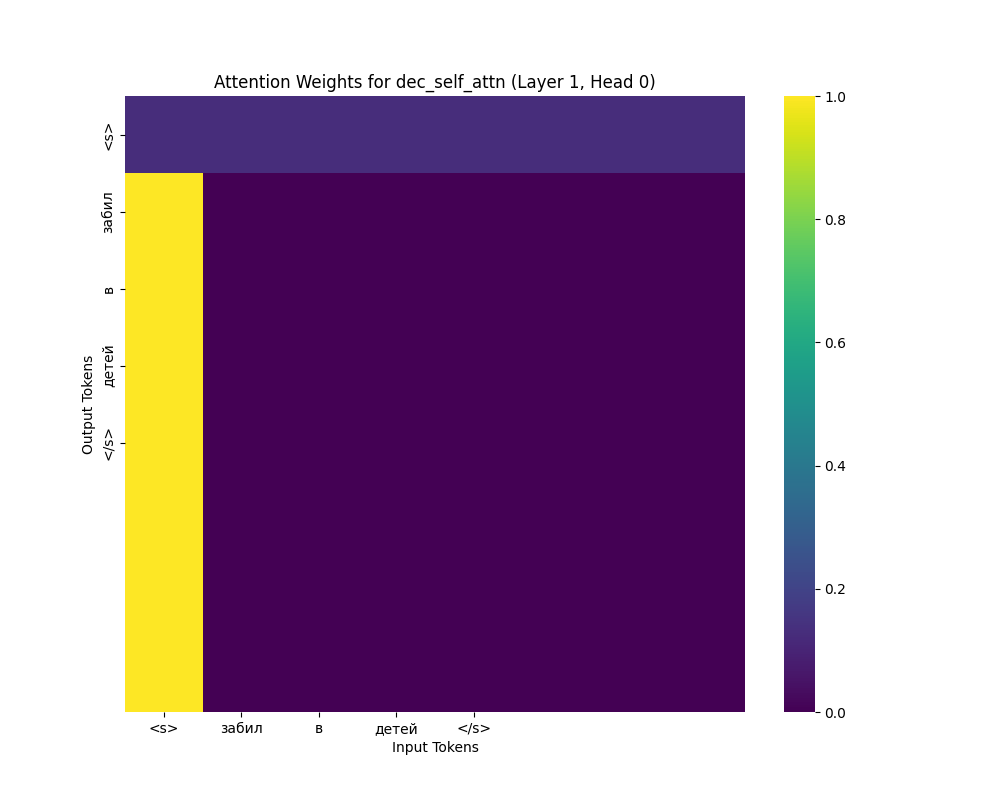 Attention Weights for dec_self_attn (Layer 1, Head 0)
Output Tokens
<s>
забил
в
детей
</s>
<s> забил в детей </s>
Input Tokens
1.0
0.8
0.6
0.4
0.2
0.0